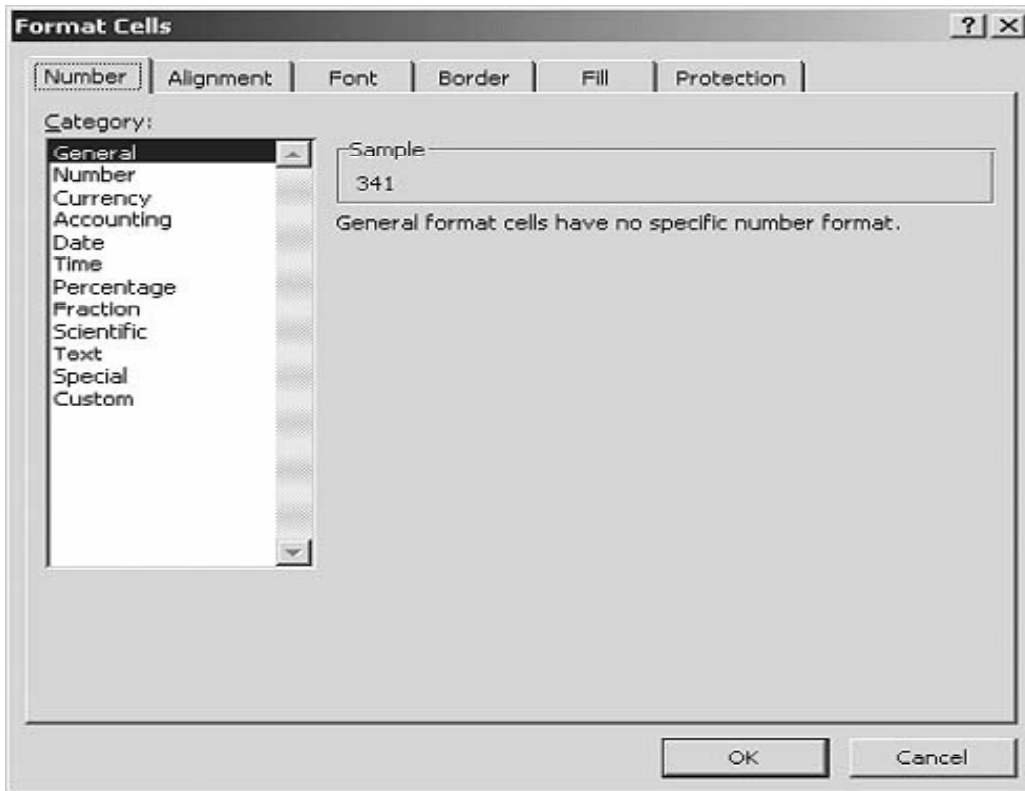 Format Cells
Number Alignment Font Border Fill Protection
Category:
General
Number
Currency
Accounting
Date
Time
Percentage
Fraction
Scientific
Text
Special
Custom
Sample
341
General format cells have no specific number format.
OK Cancel